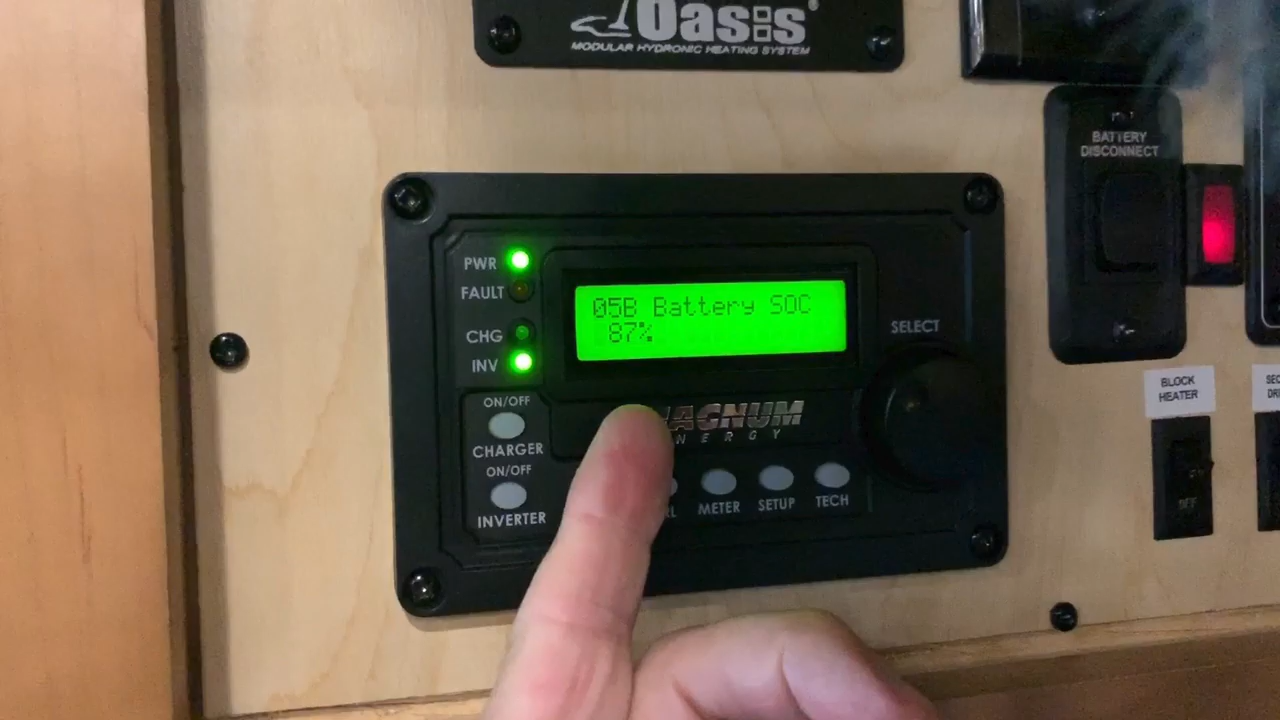 Oasis®
MODULAR HYDRONIC HEATING SYSTEM
BATTERY
DISCONNECT
PWR
FAULT
CHG
INV
05B Battery SOC
87%
SELECT
ON/OFF
CHARGER
ON/OFF
INVERTER
METER
SETUP
TECH
BLOCK
HEATER
OFF